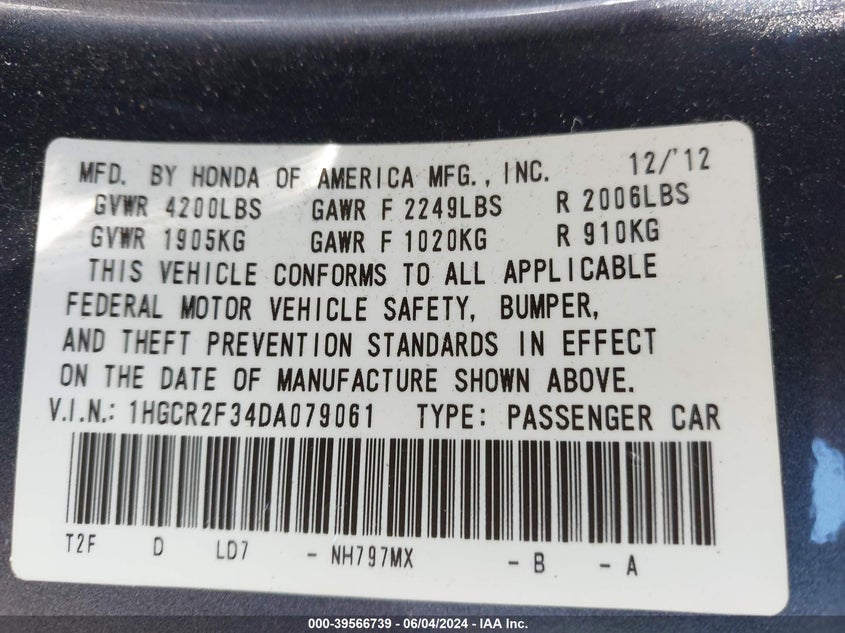 MFD. BY HONDA OF AMERICA MFG., INC. 12/'12
GVWR 4200LBS GAWR F 2249LBS R 2006LBS
GVWR 1905KG GAWR F 1020KG R 910KG
THIS VEHICLE CONFORMS TO ALL APPLICABLE
FEDERAL MOTOR VEHICLE SAFETY, BUMPER,
AND THEFT PREVENTION STANDARDS IN EFFECT
ON THE DATE OF MANUFACTURE SHOWN ABOVE.
V.I.N.: 1HGCR2F34DA079061 TYPE: PASSENGER CAR
T2F D LD7 - NH797MX - B - A
000-39566739 - 06/04/2024 - IAA Inc.